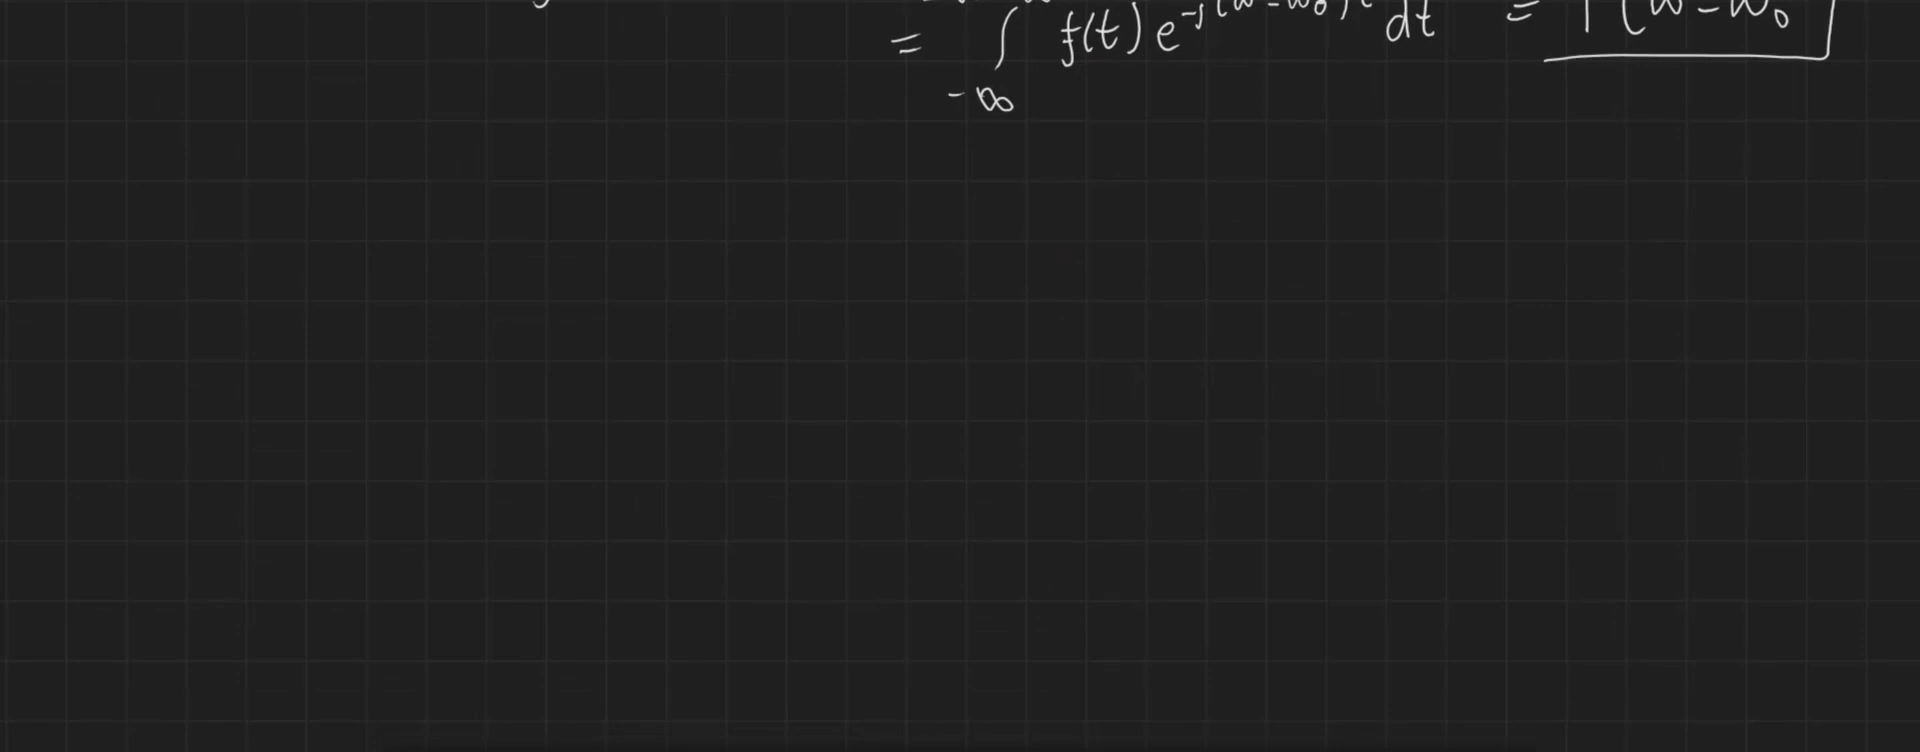 = ∫ f(t) e^{-j(ω-ω₀)t} dt = F(ω-ω₀
-∞